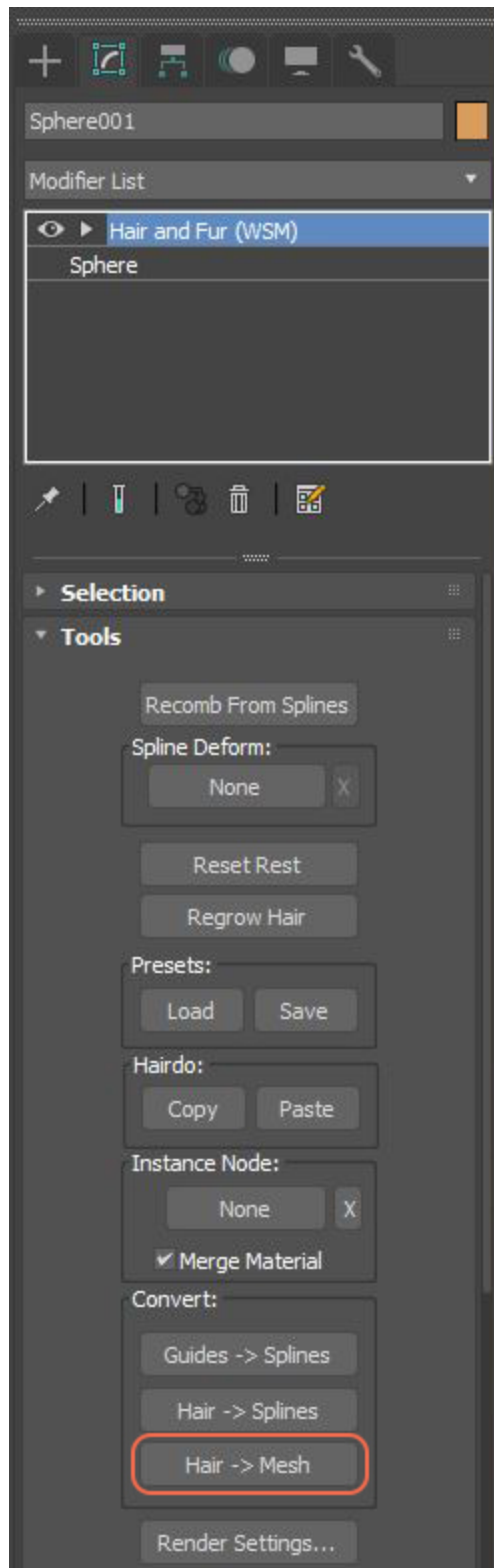 Sphere001
Modifier List
Hair and Fur (WSM)
Sphere
Selection
Tools
Recomb From Splines
Spline Deform:
None X
Reset Rest
Regrow Hair
Presets:
Load Save
Hairdo:
Copy Paste
Instance Node:
None X
Merge Material
Convert:
Guides -> Splines
Hair -> Splines
Hair -> Mesh
Render Settings...